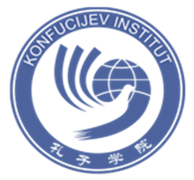 KONFUCIJEV INSTITUT
孔子学院